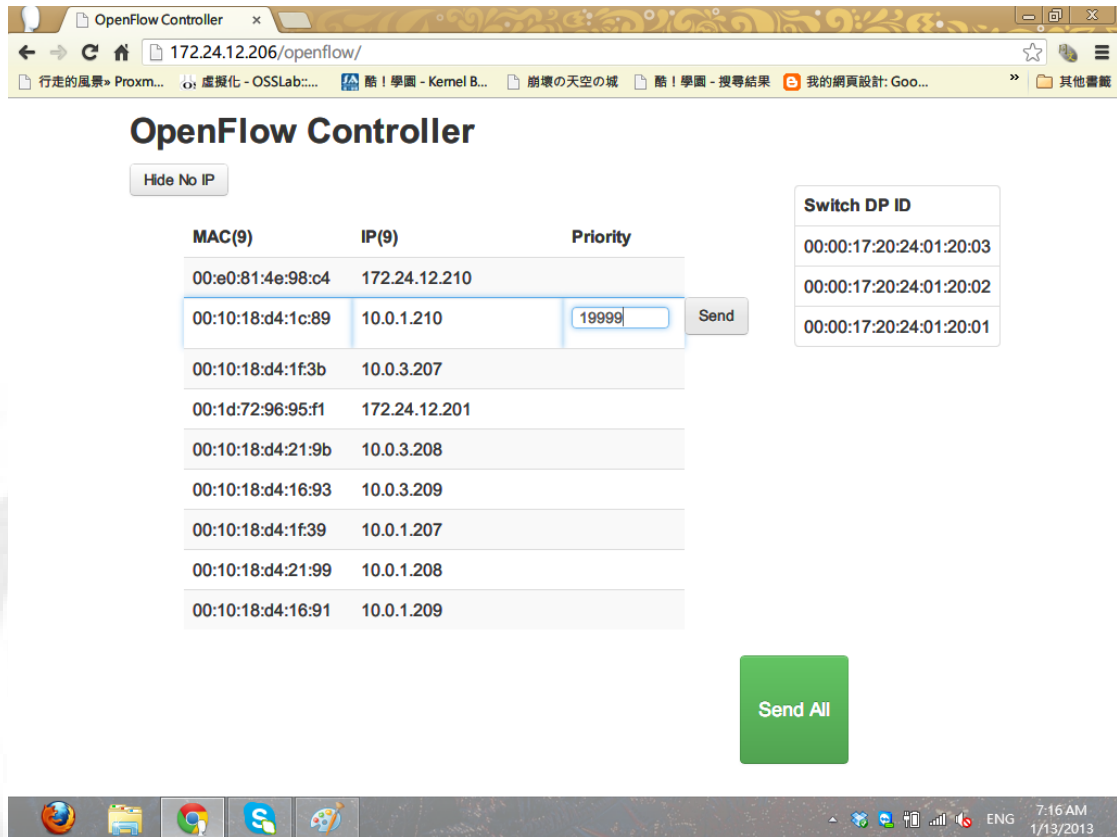 OpenFlow Controller
172.24.12.206/openflow/
行走的風景» Proxm... 虛擬化 - OSSLab::... 酷！學園 - Kernel B... 崩壞の天空の城 酷！學園 - 搜尋結果 我的網頁設計: Goo... » 其他書籤
OpenFlow Controller
Hide No IP
MAC(9) IP(9) Priority
00:e0:81:4e:98:c4 172.24.12.210
00:10:18:d4:1c:89 10.0.1.210 19999 Send
00:10:18:d4:1f:3b 10.0.3.207
00:1d:72:96:95:f1 172.24.12.201
00:10:18:d4:21:9b 10.0.3.208
00:10:18:d4:16:93 10.0.3.209
00:10:18:d4:1f:39 10.0.1.207
00:10:18:d4:21:99 10.0.1.208
00:10:18:d4:16:91 10.0.1.209
Switch DP ID
00:00:17:20:24:01:20:03
00:00:17:20:24:01:20:02
00:00:17:20:24:01:20:01
Send All
ENG
7:16 AM
1/13/2013